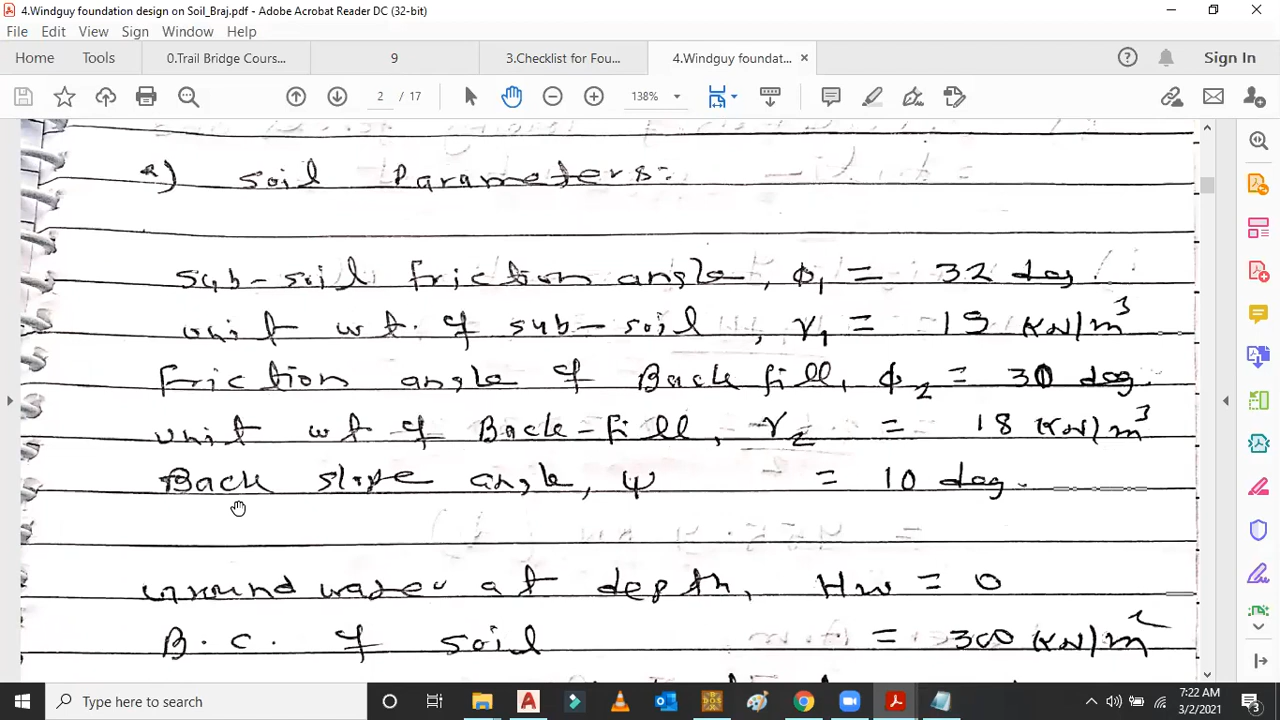 4.Windguy foundation design on Soil_Braj.pdf - Adobe Acrobat Reader DC (32-bit)
File Edit View Sign Window Help
Home Tools 0.Trail Bridge Cours... 9 3.Checklist for Fou... 4.Windguy foundat... × Sign In
2 / 17 138%
a) Soil Parameters:
Sub-soil friction angle, φ1 = 32 deg.
unit wt. of sub-soil, γ1 = 19 KN/m³
Friction angle of Back fill, φ2 = 30 deg.
unit wt of Back-fill, γ2 = 18 KN/m³
Back slope angle, ψ = 10 deg.
Ground water at depth, Hw = 0
B.C. of soil = 300 KN/m²
Type here to search
7:22 AM
3/2/2021
3